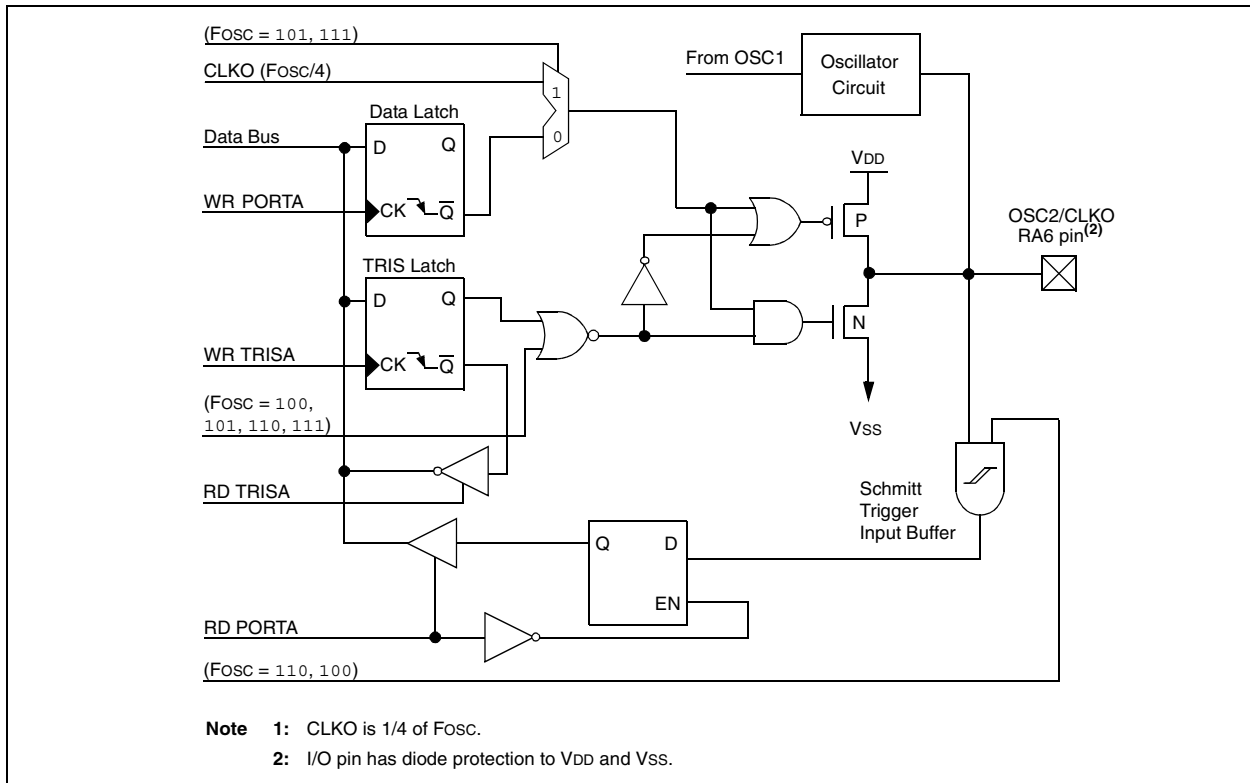 (FOSC = 101, 111)
CLKO (FOSC/4)
From OSC1
Oscillator
Circuit
1
0
Data Latch
Data Bus
D
Q
WR PORTA
CK
Q̅
VDD
P
OSC2/CLKO
RA6 pin(2)
TRIS Latch
D
Q
N
WR TRISA
CK
Q̅
(FOSC = 100,
101, 110, 111)
VSS
RD TRISA
Schmitt
Trigger
Input Buffer
Q
D
EN
RD PORTA
(FOSC = 110, 100)
Note 1: CLKO is 1/4 of FOSC.
2: I/O pin has diode protection to VDD and VSS.